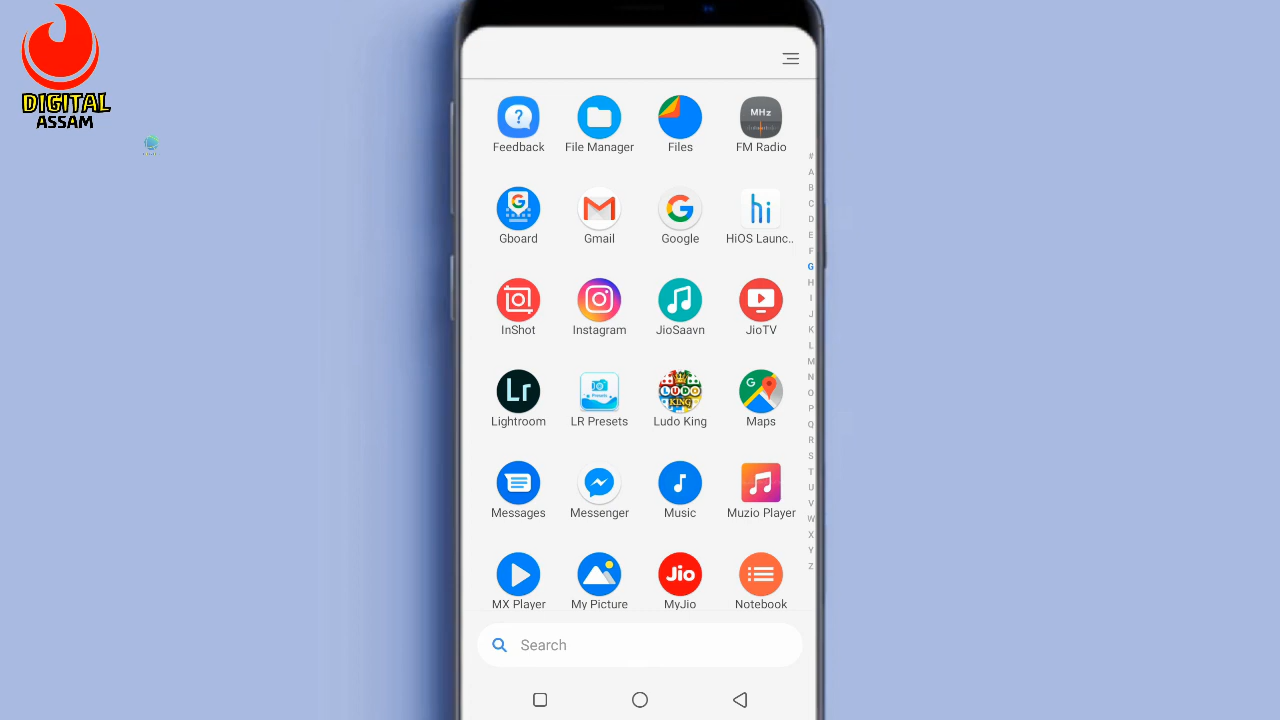 DIGITAL
ASSAM
Feedback
File Manager
Files
MHz
FM Radio
Gboard
Gmail
Google
hi
HiOS Launc..
InShot
Instagram
JioSaavn
JioTV
Lr
Lightroom
Presets
LR Presets
LUDO
KING
Ludo King
G
Maps
Messages
Messenger
Music
Muzio Player
MX Player
My Picture
Jio
MyJio
Notebook
#
A
B
C
D
E
F
G
H
I
J
K
L
M
N
O
P
Q
R
S
T
U
V
W
X
Y
Z
Search